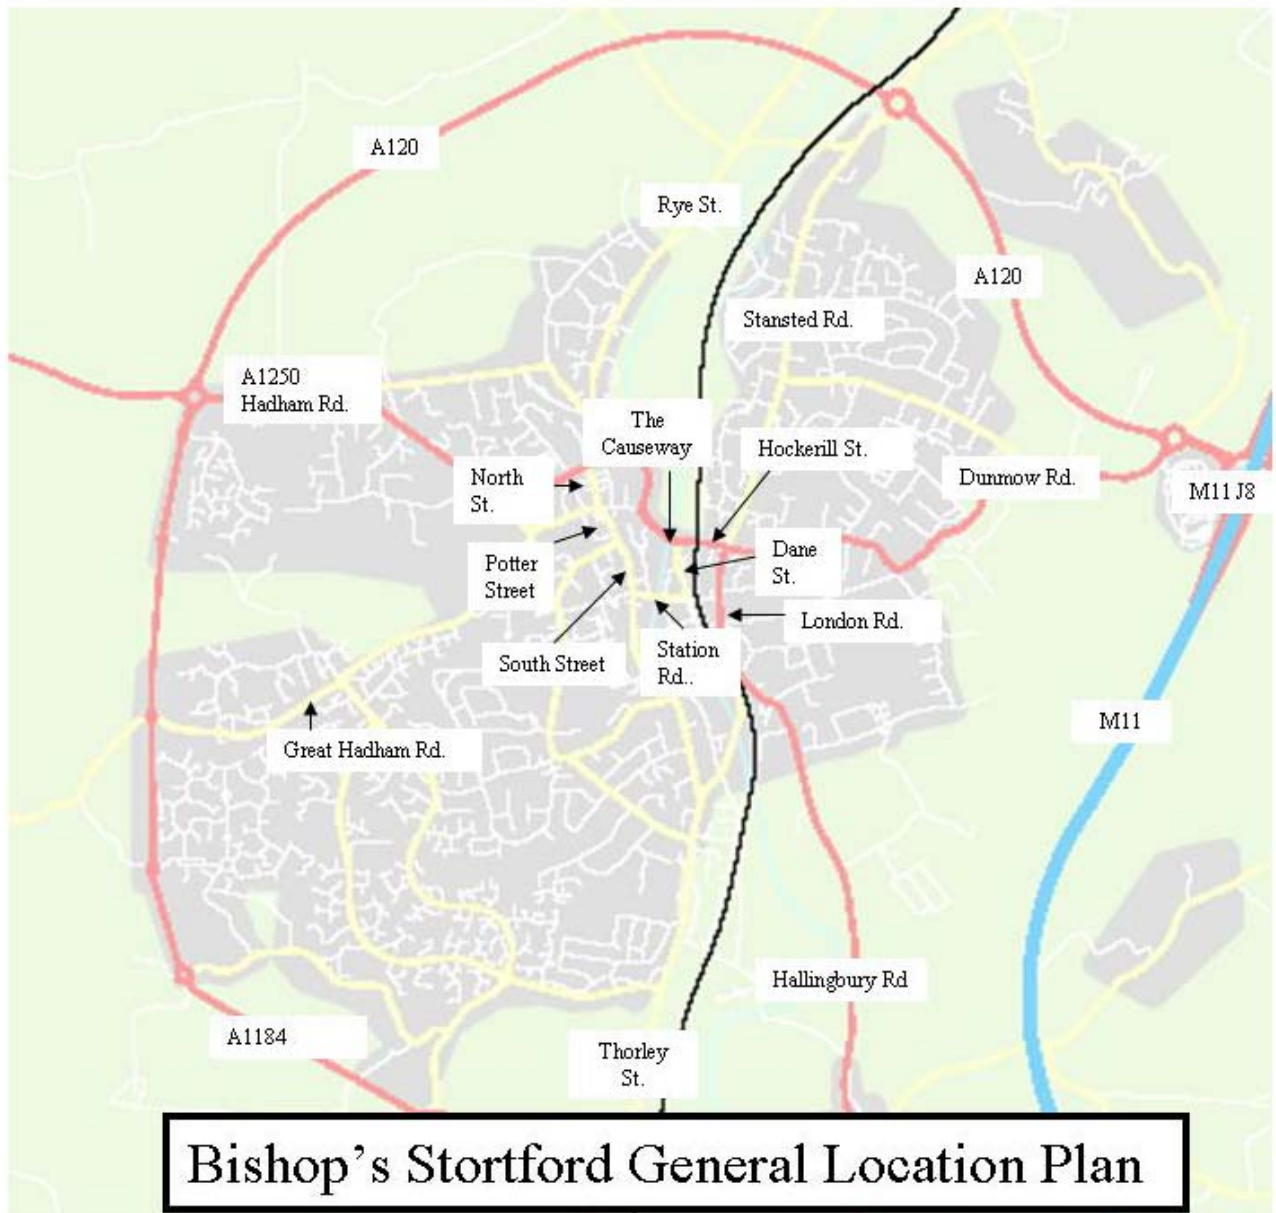 A120
Rye St.
A120
Stansted Rd.
A1250
Hadham Rd.
The
Causeway
Hockerill St.
North
St.
Dunmow Rd.
M11 J8
Potter
Street
Dane
St.
London Rd.
South Street
Station
Rd..
M11
Great Hadham Rd.
Hallingbury Rd
A1184
Thorley
St.
Bishop's Stortford General Location Plan